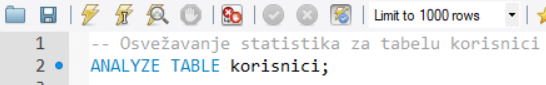 Limit to 1000 rows
1 -- Osvežavanje statistika za tabelu korisnici
2 ANALYZE TABLE korisnici;